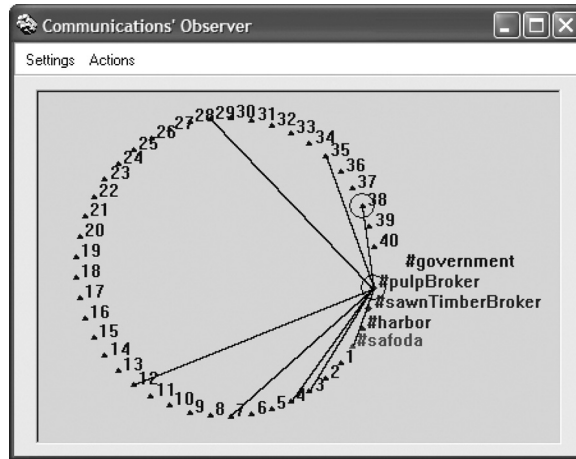 Communications' Observer
Settings Actions
28 29 30 31 32 33 34 35 36 37 38 39 40
#government
#pulpBroker
#sawnTimberBroker
#harbor
#safoda
1 2 3 4 5 6 7 8 9 10 11 12 13 14 15 16 17 18 19 20 21 22 23 24 25 26 27